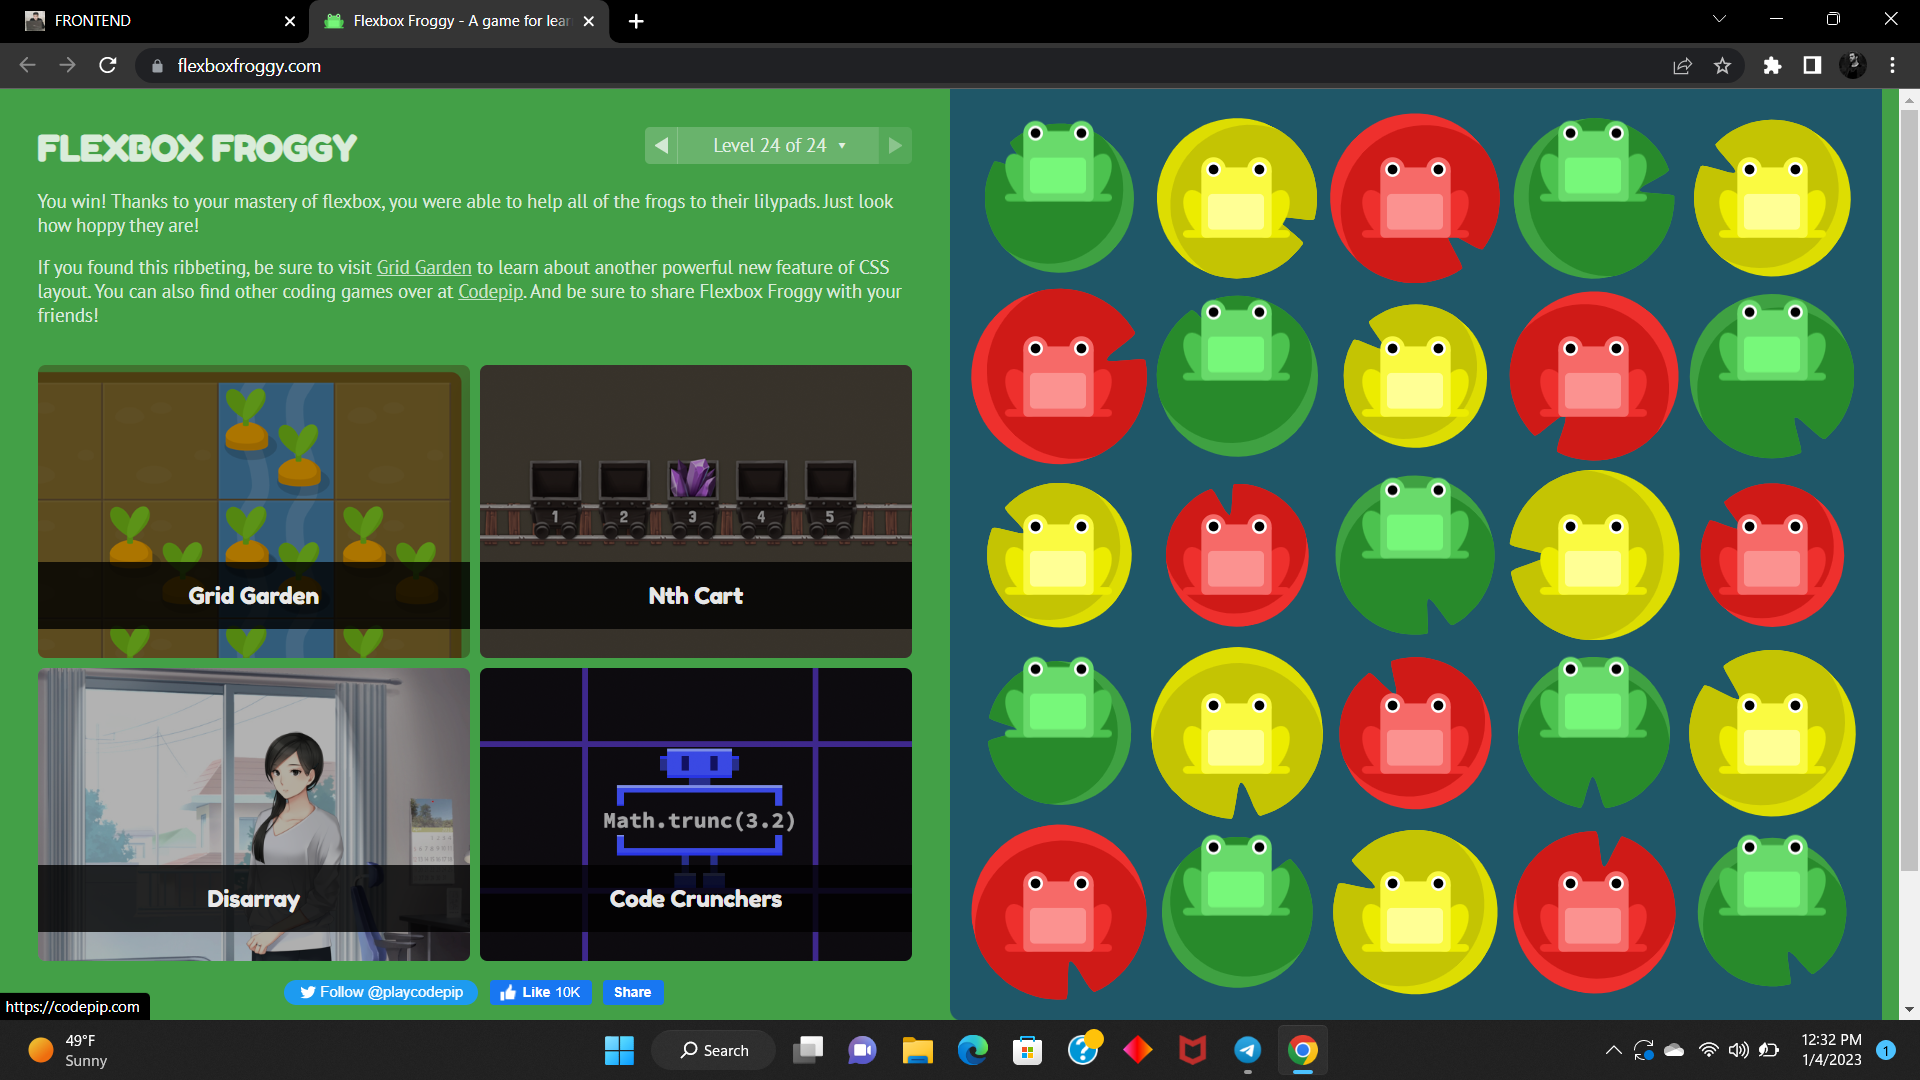 FRONTEND
Flexbox Froggy - A game for lear
flexboxfroggy.com
FLEXBOX FROGGY
Level 24 of 24
You win! Thanks to your mastery of flexbox, you were able to help all of the frogs to their lilypads. Just look
how hoppy they are!
If you found this ribbeting, be sure to visit Grid Garden to learn about another powerful new feature of CSS
layout. You can also find other coding games over at Codepip. And be sure to share Flexbox Froggy with your
friends!
1 2 3 4 5
Grid Garden
Nth Cart
Math.trunc(3.2)
Disarray
Code Crunchers
Follow @playcodepip
Like 10K
Share
https://codepip.com
49°F
Sunny
Search
12:32 PM
1/4/2023
1